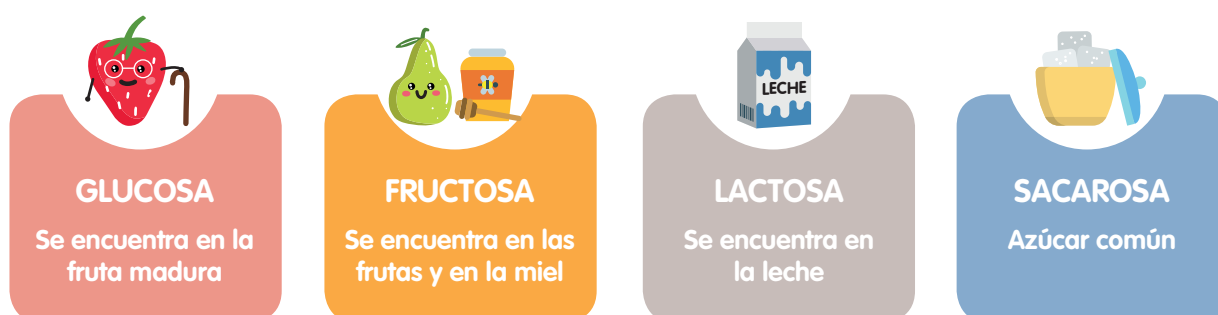 LECHE
GLUCOSA
Se encuentra en la
fruta madura
FRUCTOSA
Se encuentra en las
frutas y en la miel
LACTOSA
Se encuentra en
la leche
SACAROSA
Azúcar común